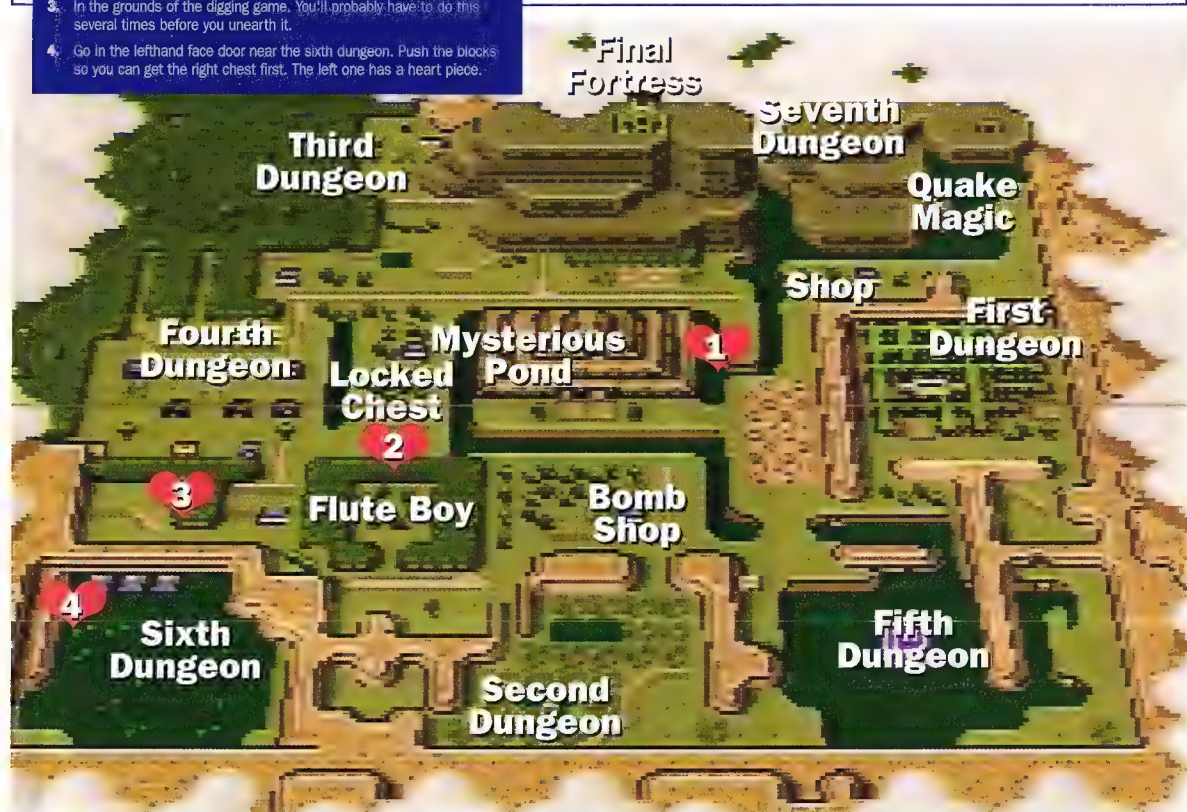 3. In the grounds of the digging game. You'll probably have to do this
several times before you unearth it.
4. Go in the lefthand face door near the sixth dungeon. Push the blocks
so you can get the right chest first. The left one has a heart piece.
Final
Fortress
Seventh
Dungeon
Third
Dungeon
Quake
Magic
Shop
First
Dungeon
Fourth
Dungeon
Mysterious
Pond
1
Locked
Chest
2
3
Flute Boy
Bomb
Shop
4
Sixth
Dungeon
Fifth
Dungeon
Second
Dungeon